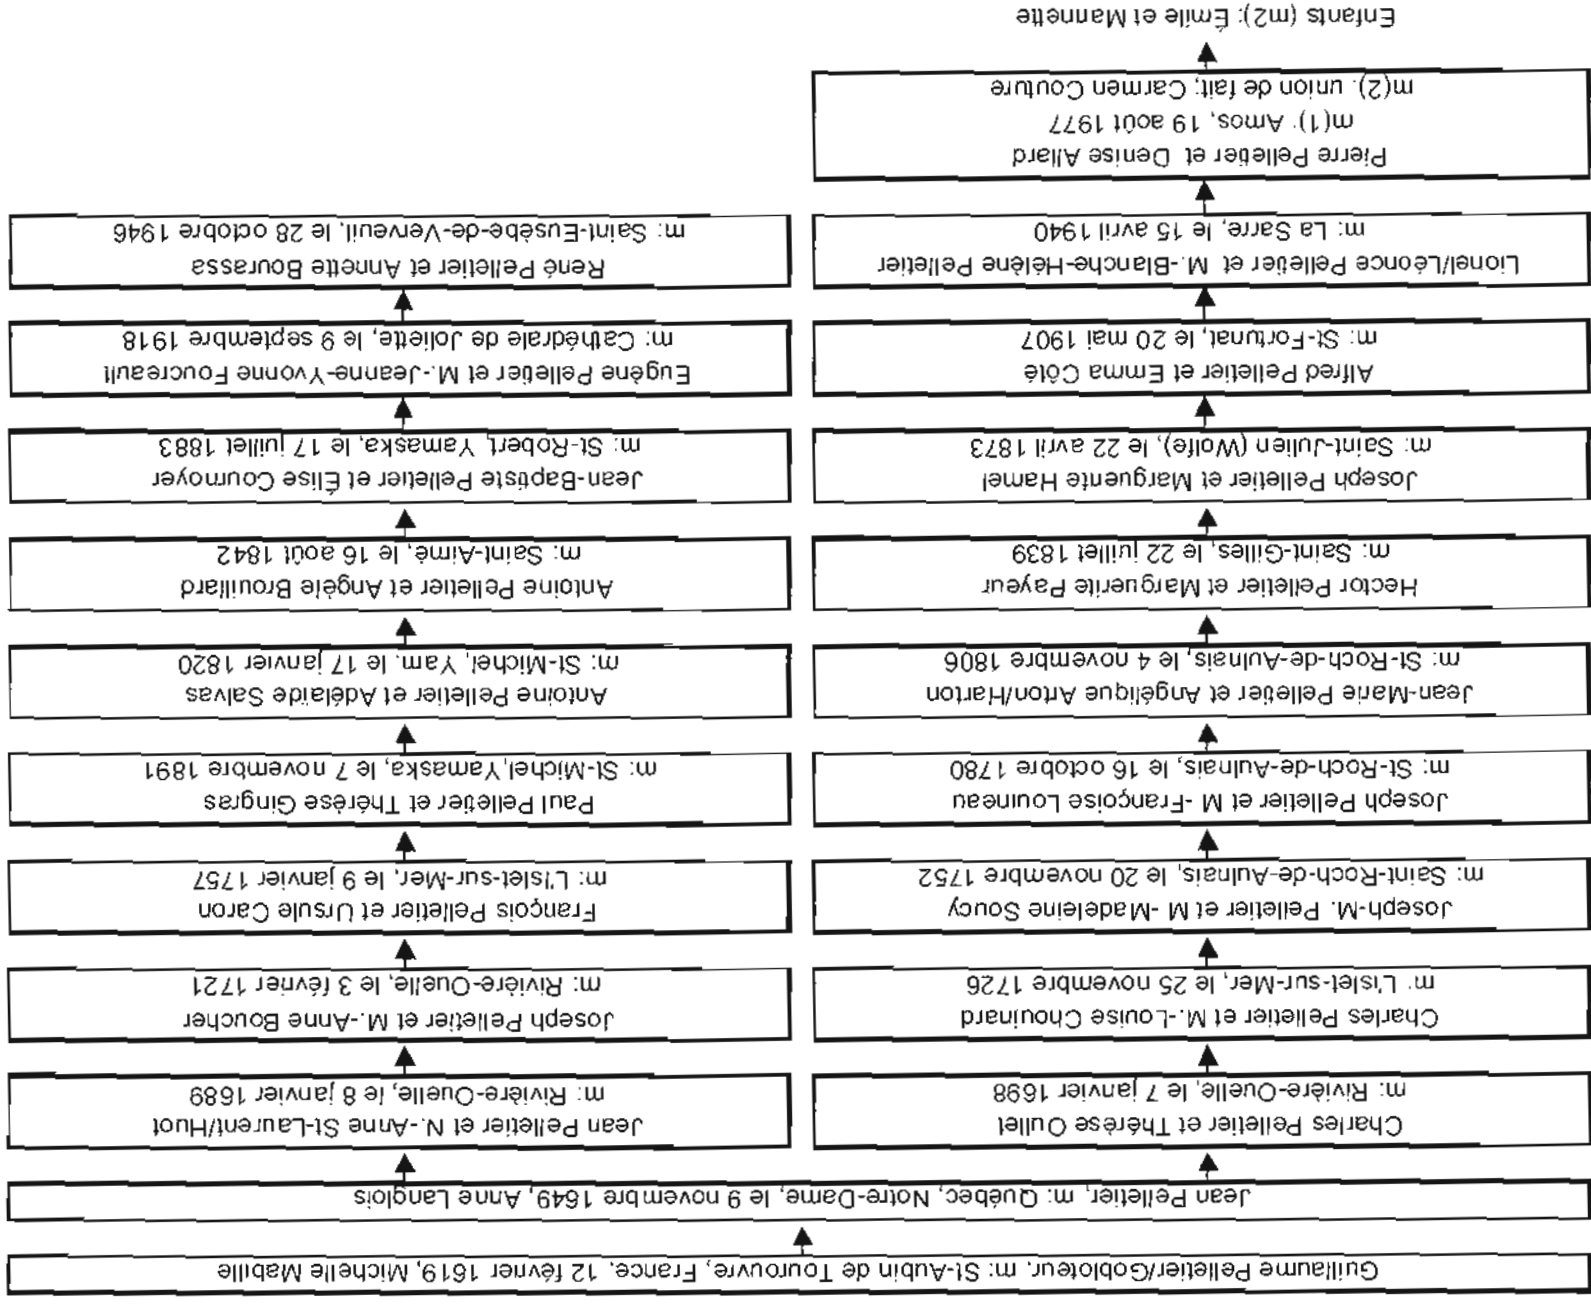 Guillaume Pelletier/Gobloteur, m: St-Aubin de Tourouvre, France, 12 février 1619, Michelle Mabille
Jean Pelletier, m: Québec, Notre-Dame, le 9 novembre 1649, Anne Langlois
Charles Pelletier et Thérèse Oullet
m: Rivière-Ouelle, le 7 janvier 1698
Charles Pelletier et M.-Louise Chouinard
m: L'islet-sur-Mer, le 25 novembre 1726
Joseph-M. Pelletier et M.-Madeleine Soucy
m: Saint-Roch-de-Aulnais, le 20 novembre 1752
Joseph Pelletier et M.-Françoise Louineau
m: St-Roch-de-Aulnais, le 16 octobre 1780
Jean-Marie Pelletier et Angélique Arton/Harton
m: St-Roch-de-Aulnais, le 4 novembre 1806
Hector Pelletier et Marguerite Payeur
m: Saint-Gilles, le 22 juillet 1839
Joseph Pelletier et Marguerite Hamel
m: Saint-Julien (Wolfe), le 22 avril 1873
Alfred Pelletier et Emma Côté
m: St-Fortunat, le 20 mai 1907
Lionel/Léonce Pelletier et M.-Blanche-Hélène Pelletier
m: La Sarre, le 15 avril 1940
Pierre Pelletier et Denise Allard
m(1): Amos, 19 août 1977
m(2): union de fait; Carmen Couture
Enfants (m2): Émile et Mannette
Jean Pelletier et N.-Anne St-Laurent/Huot
m: Rivière-Ouelle, le 8 janvier 1689
Joseph Pelletier et M.-Anne Boucher
m: Rivière-Ouelle, le 3 février 1721
François Pelletier et Ursule Caron
m: L'Islet-sur-Mer, le 9 janvier 1757
Paul Pelletier et Thérèse Gingras
m: St-Michel,Yamaska, le 7 novembre 1891
Antoine Pelletier et Adélaïde Salvas
m: St-Michel, Yam. le 17 janvier 1820
Antoine Pelletier et Angèle Brouillard
m: Saint-Aimé, le 16 août 1842
Jean-Baptiste Pelletier et Élise Cournoyer
m: St-Robert, Yamaska, le 17 juillet 1883
Eugène Pelletier et M.-Jeanne-Yvonne Foucreault
m: Cathédrale de Joliette, le 9 septembre 1918
René Pelletier et Annette Bourassa
m: Saint-Eusèbe-de-Verveuil, le 28 octobre 1946